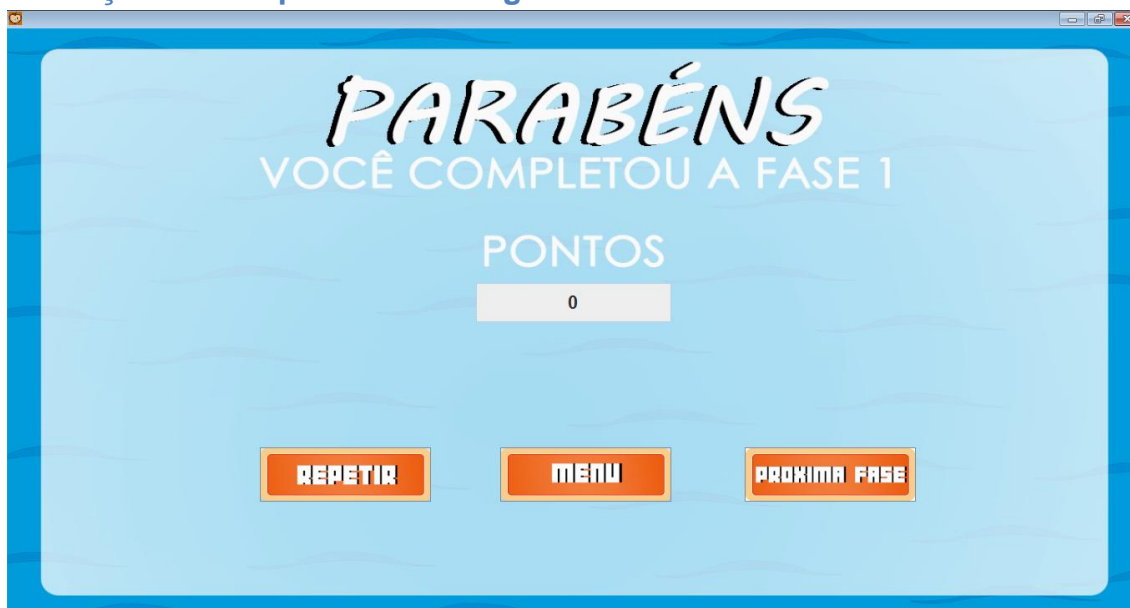 PARABÉNS
VOCÊ COMPLETOU A FASE 1
PONTOS
0
REPETIR
MENU
PROXIMA FASE